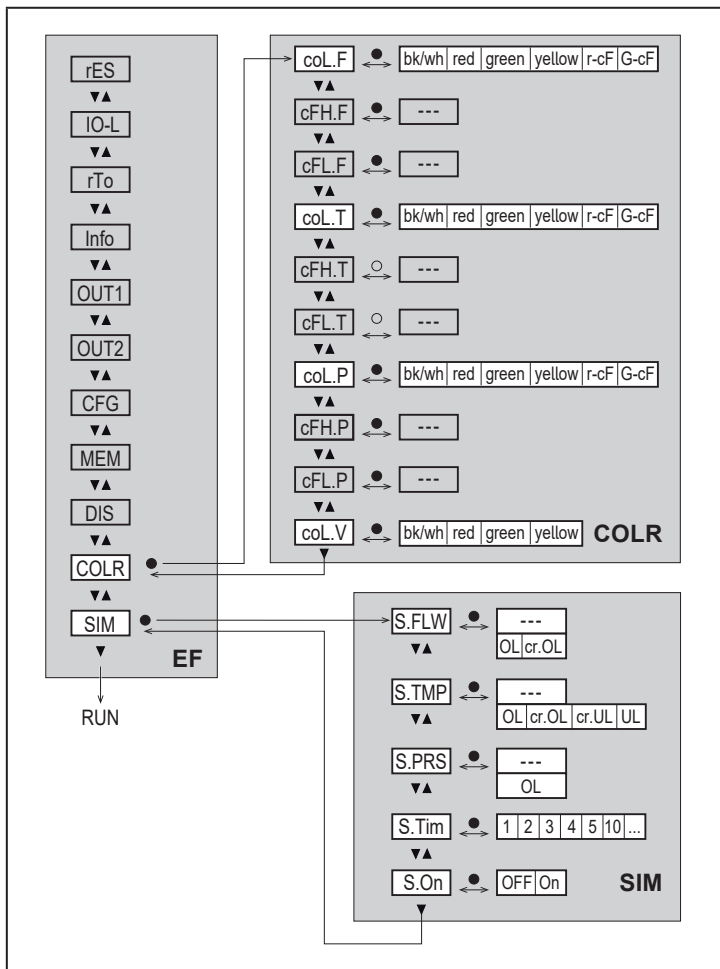 rES
IO-L
rTo
Info
OUT1
OUT2
CFG
MEM
DIS
COLR
SIM
EF
RUN
coL.F bk/wh red green yellow r-cF G-cF
cFH.F ---
cFL.F ---
coL.T bk/wh red green yellow r-cF G-cF
cFH.T ---
cFL.T ---
coL.P bk/wh red green yellow r-cF G-cF
cFH.P ---
cFL.P ---
coL.V bk/wh red green yellow COLR
S.FLW ---
OL cr.OL
S.TMP ---
OL cr.OL cr.UL UL
S.PRS ---
OL
S.Tim 1 2 3 4 5 10 ...
S.On OFF On SIM